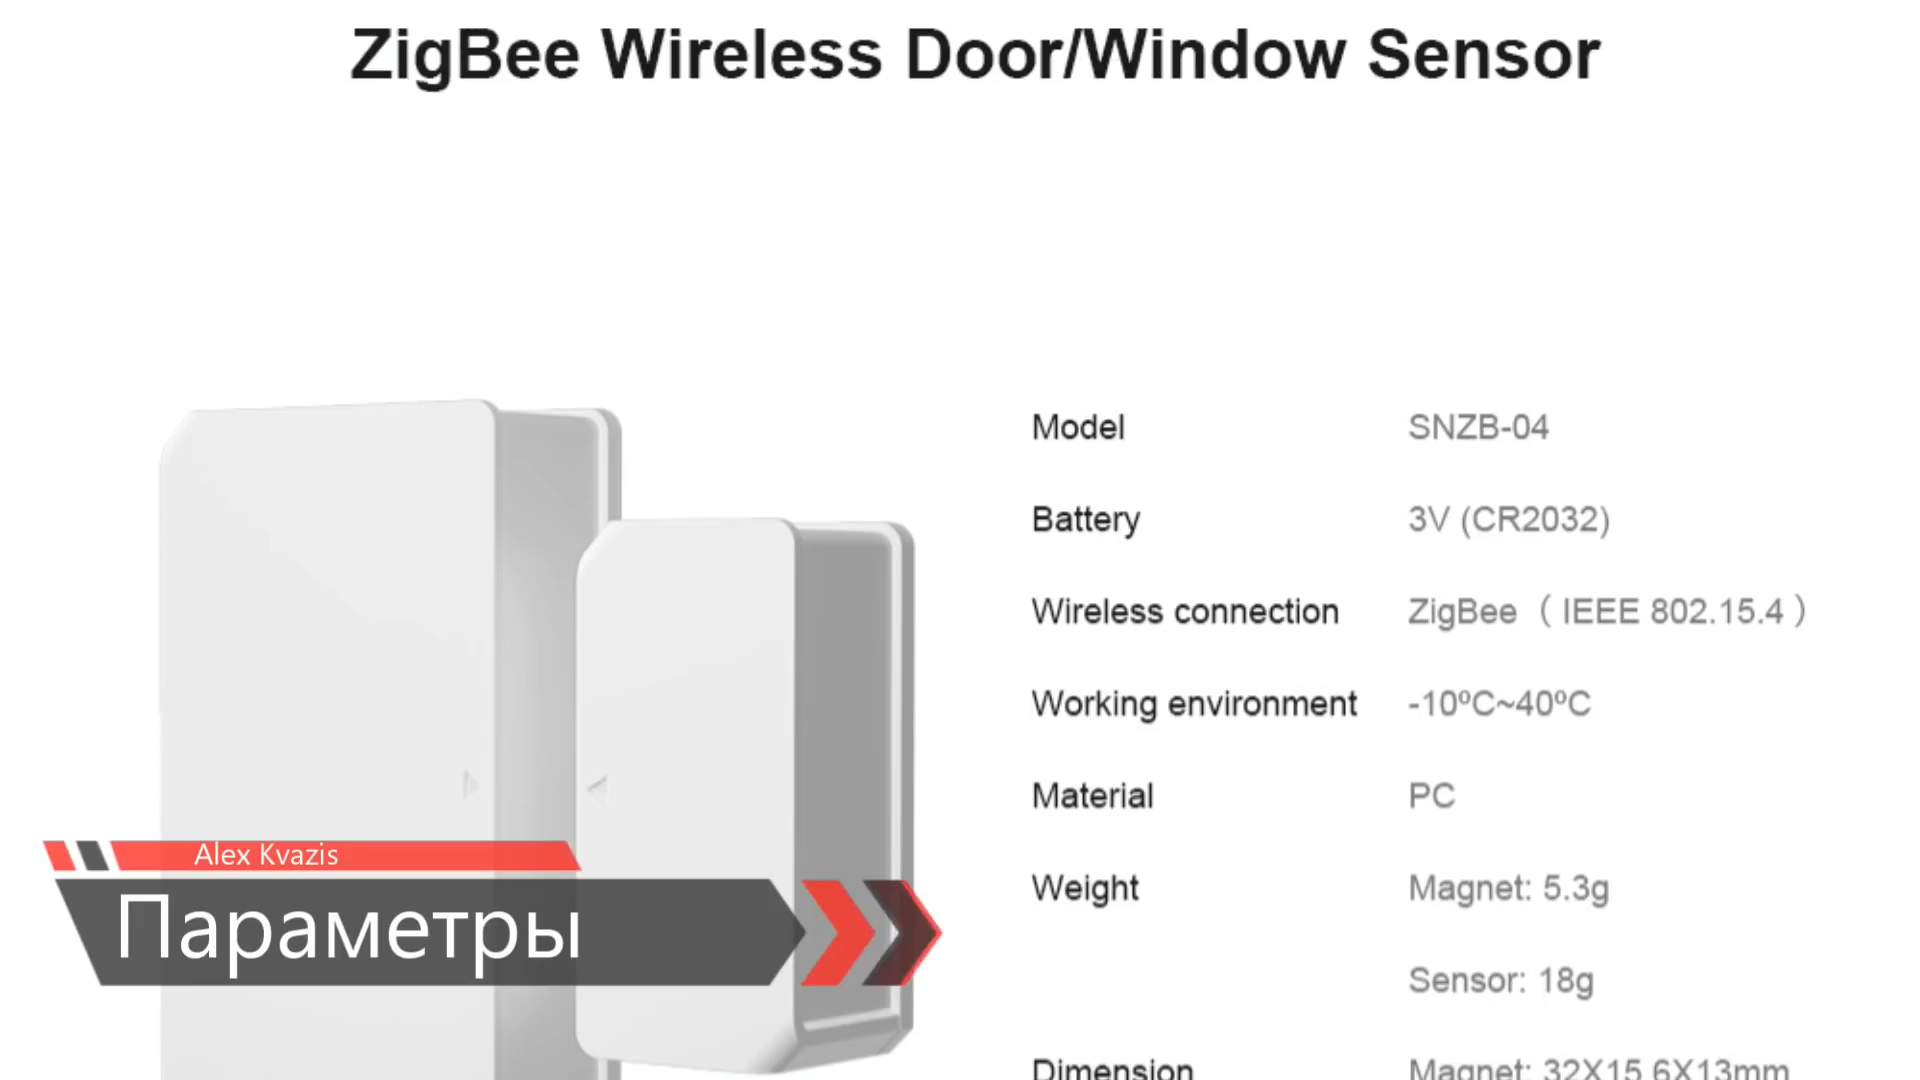 ZigBee Wireless Door/Window Sensor
Model SNZB-04
Battery 3V (CR2032)
Wireless connection ZigBee（IEEE 802.15.4）
Working environment -10ºC~40ºC
Material PC
Weight Magnet: 5.3g
Sensor: 18g
Dimension Magnet: 32X15.6X13mm
Alex Kvazis
Параметры